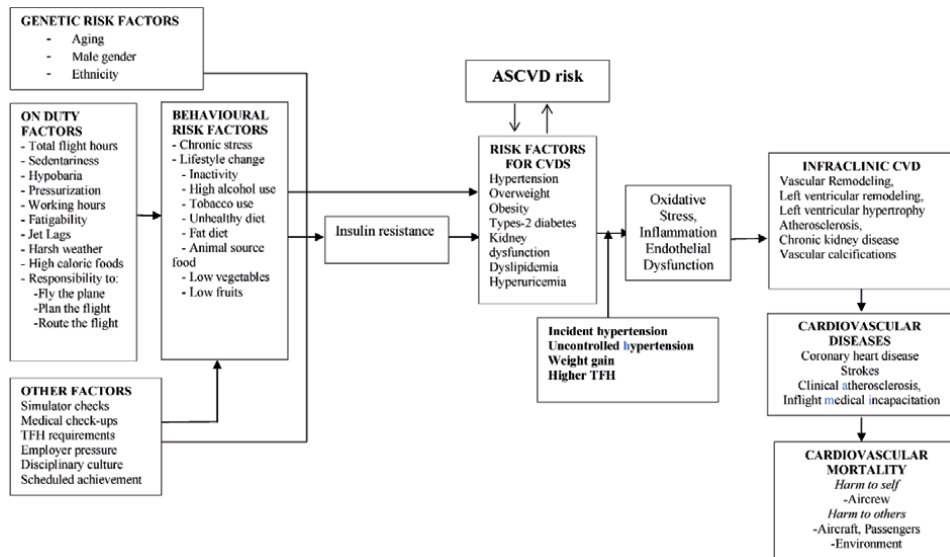 GENETIC RISK FACTORS
- Aging
- Male gender
- Ethnicity
ON DUTY
FACTORS
- Total flight hours
- Sedentariness
- Hypobaria
- Pressurization
- Working hours
- Fatigability
- Jet Lags
- Harsh weather
- High caloric foods
- Responsibility to:
-Fly the plane
-Plan the flight
-Route the flight
BEHAVIOURAL
RISK FACTORS
- Chronic stress
- Lifestyle change
- Inactivity
- High alcohol use
- Tobacco use
- Unhealthy diet
- Fat diet
- Animal source
food
- Low vegetables
- Low fruits
OTHER FACTORS
Simulator checks
Medical check-ups
TFH requirements
Employer pressure
Disciplinary culture
Scheduled achievement
Insulin resistance
ASCVD risk
RISK FACTORS
FOR CVDS
Hypertension
Overweight
Obesity
Types-2 diabetes
Kidney
dysfunction
Dyslipidemia
Hyperuricemia
Incident hypertension
Uncontrolled hypertension
Weight gain
Higher TFH
Oxidative
Stress,
Inflammation
Endothelial
Dysfunction
INFRACLINIC CVD
Vascular Remodeling,
Left ventricular remodeling,
Left ventricular hypertrophy
Atherosclerosis,
Chronic kidney disease
Vascular calcifications
CARDIOVASCULAR
DISEASES
Coronary heart disease
Strokes
Clinical atherosclerosis,
Inflight medical incapacitation
CARDIOVASCULAR
MORTALITY
Harm to self
-Aircrew
Harm to others
-Aircraft, Passengers
-Environment